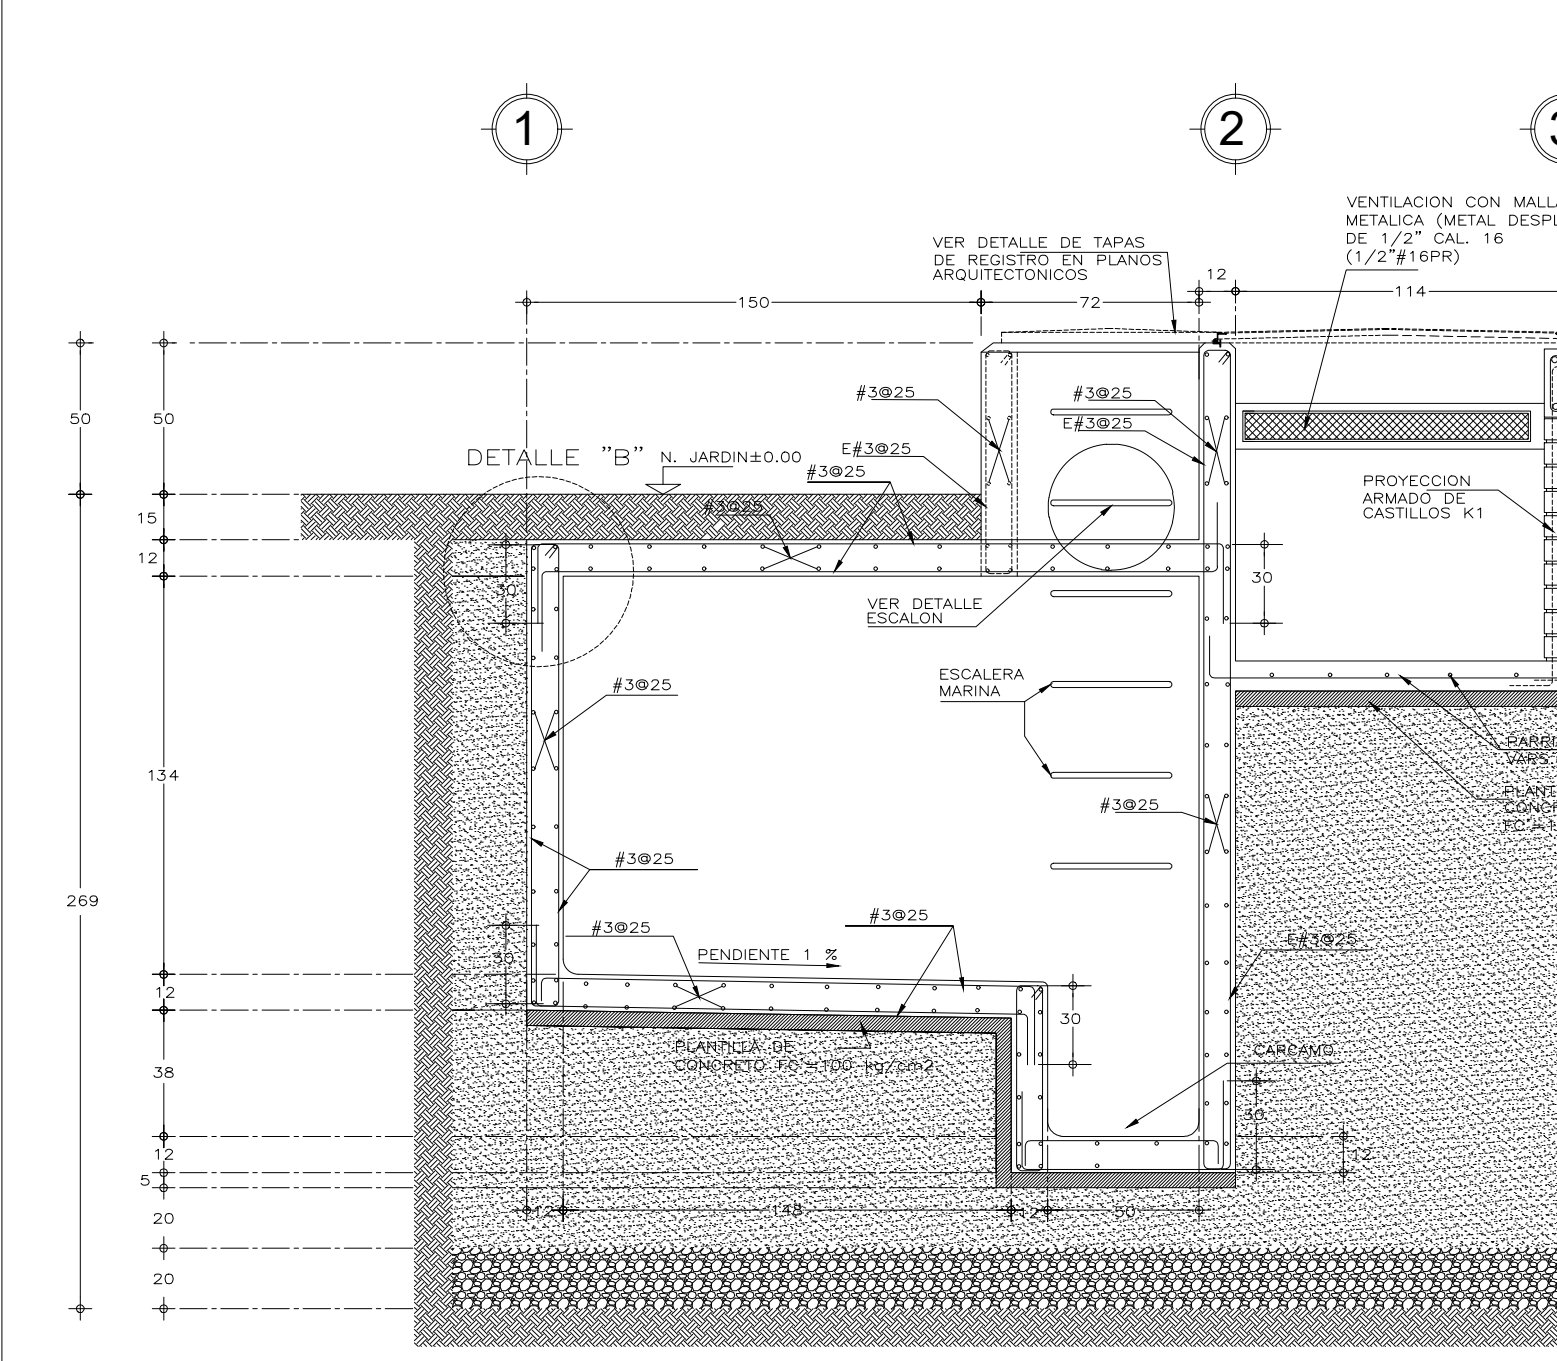 1
2
VENTILACION CON
METALICA (METAL
DE 1/2" CAL. 16
(1/2"#16PR)
VER DETALLE DE TAPAS
DE REGISTRO EN PLANOS
ARQUITECTONICOS
12
150
72
114
50
50
#3@25
#3@25
E#3@25
E#3@25
DETALLE "B"
N. JARDIN±0.00
#3@25
PROYECCION
ARMADO DE
CASTILLOS K1
#3@25
15
12
30
30
VER DETALLE
ESCALON
ESCALERA
MARINA
#3@25
134
#3@25
#3@25
269
#3@25
#3@25
E#3@25
PENDIENTE 1 %
30
12
30
PLANTILLA DE
CONCRETO FC =100 kg/cm2.
CARCAMO
38
30
12
12
5
12
148
12
50
20
20